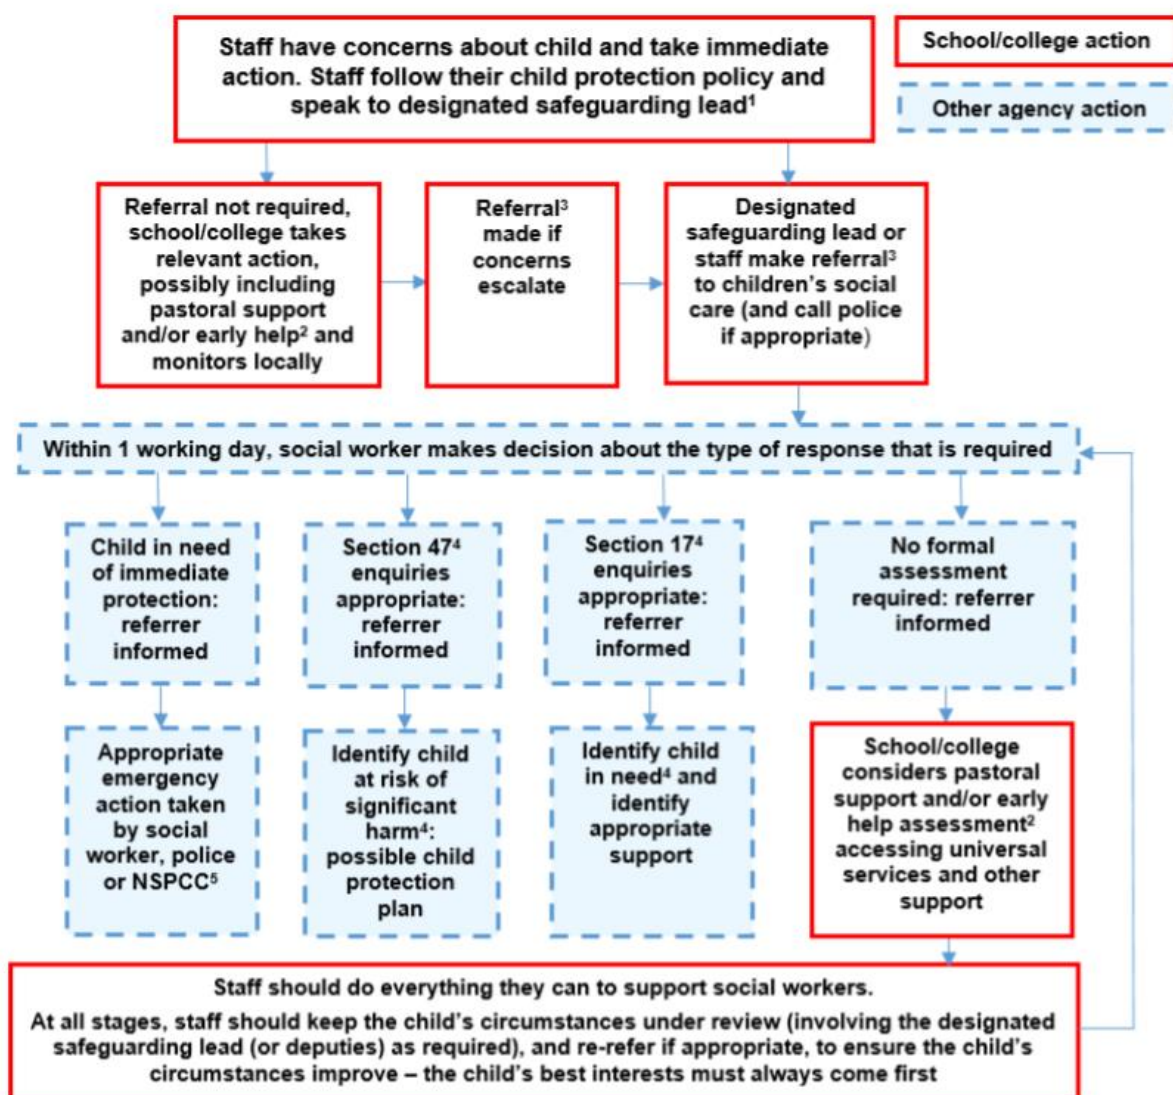 Staff have concerns about child and take immediate
action. Staff follow their child protection policy and
speak to designated safeguarding lead¹
School/college action
Other agency action
Referral not required,
school/college takes
relevant action,
possibly including
pastoral support
and/or early help² and
monitors locally
Referral³
made if
concerns
escalate
Designated
safeguarding lead or
staff make referral³
to children’s social
care (and call police
if appropriate)
Within 1 working day, social worker makes decision about the type of response that is required
Child in need
of immediate
protection:
referrer
informed
Section 47⁴
enquiries
appropriate:
referrer
informed
Section 17⁴
enquiries
appropriate:
referrer
informed
No formal
assessment
required: referrer
informed
Appropriate
emergency
action taken
by social
worker, police
or NSPCC⁵
Identify child
at risk of
significant
harm⁴:
possible child
protection
plan
Identify child
in need⁴ and
identify
appropriate
support
School/college
considers pastoral
support and/or early
help assessment²
accessing universal
services and other
support
Staff should do everything they can to support social workers.
At all stages, staff should keep the child’s circumstances under review (involving the designated
safeguarding lead (or deputies) as required), and re-refer if appropriate, to ensure the child’s
circumstances improve – the child’s best interests must always come first